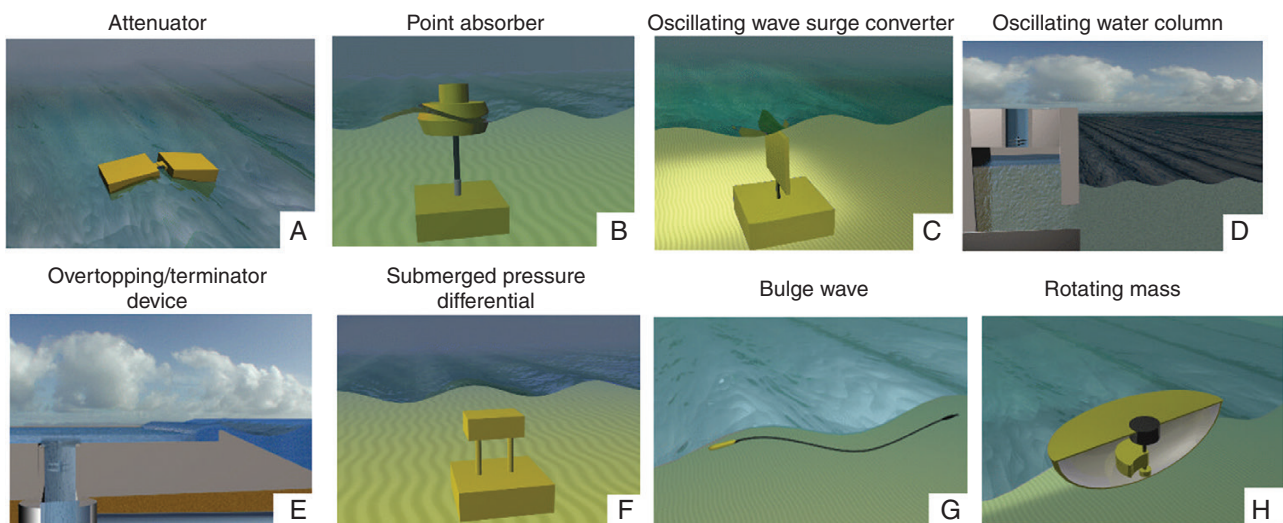 Attenuator
Point absorber
Oscillating wave surge converter
Oscillating water column
A
B
C
D
Overtopping/terminator
device
Submerged pressure
differential
Bulge wave
Rotating mass
E
F
G
H